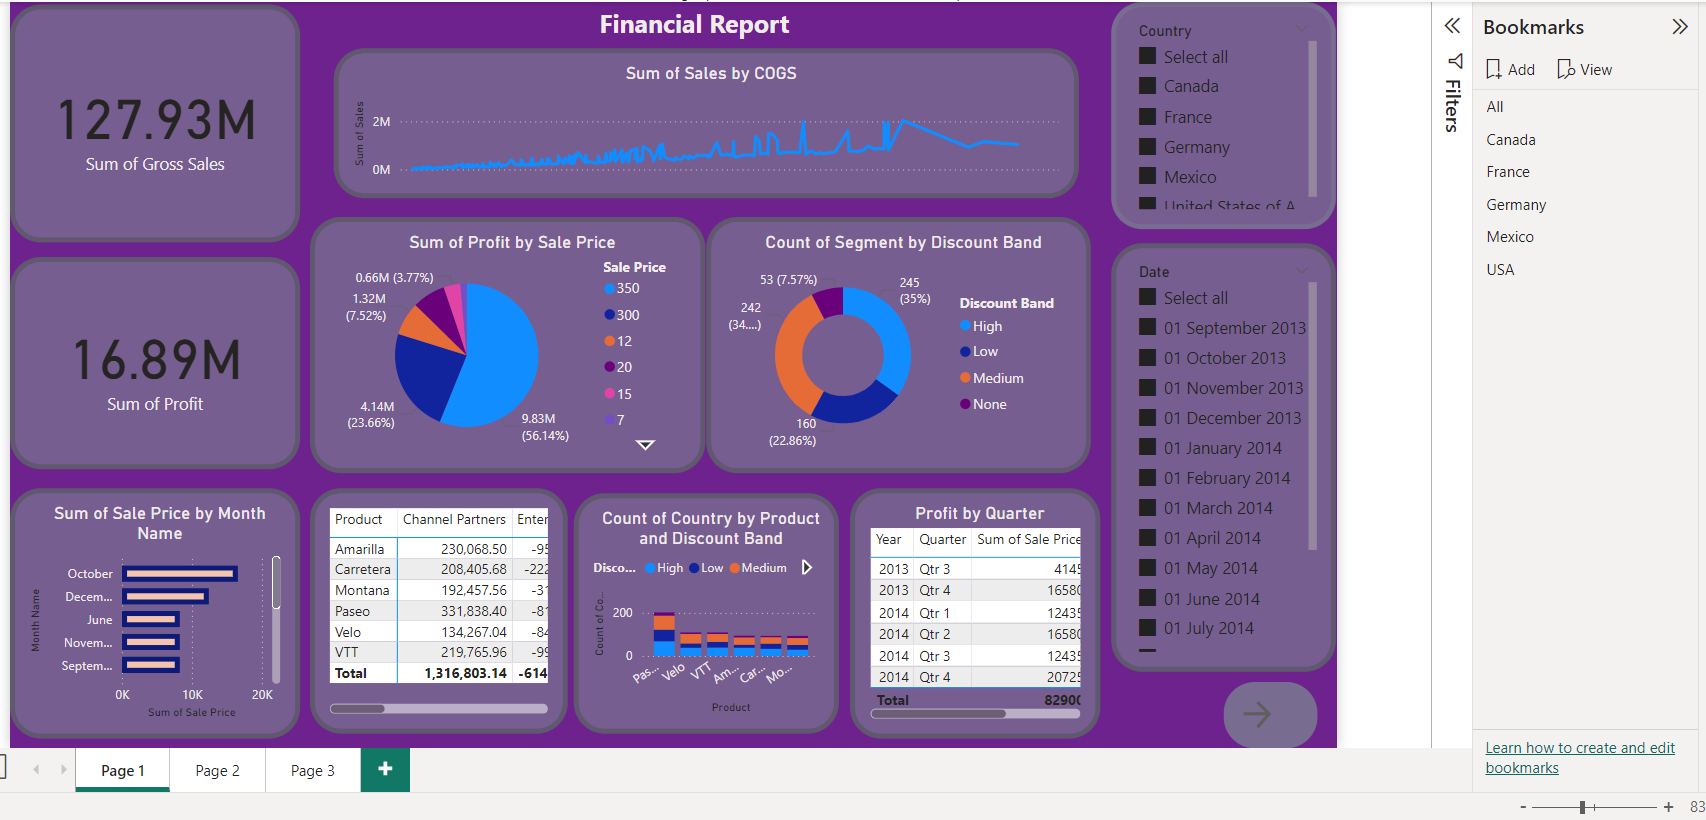 Financial Report
127.93M
Sum of Gross Sales
Sum of Sales by COGS
Sum of Sales
2M
0M
Country
Select all
Canada
France
Germany
Mexico
United States of A
16.89M
Sum of Profit
Sum of Profit by Sale Price
0.66M (3.77%)
1.32M
(7.52%)
4.14M
(23.66%)
9.83M
(56.14%)
Sale Price
350
300
12
20
15
7
Count of Segment by Discount Band
53 (7.57%)
242
(34....)
245
(35%)
160
(22.86%)
Discount Band
High
Low
Medium
None
Date
Select all
01 September 2013
01 October 2013
01 November 2013
01 December 2013
01 January 2014
01 February 2014
01 March 2014
01 April 2014
01 May 2014
01 June 2014
01 July 2014
Sum of Sale Price by Month
Name
Month Name
October
Decem...
June
Novem...
Septem...
0K 10K 20K
Sum of Sale Price
Product Channel Partners Enter
Amarilla 230,068.50 -95
Carretera 208,405.68 -222
Montana 192,457.56 -31
Paseo 331,838.40 -81
Velo 134,267.04 -84
VTT 219,765.96 -99
Total 1,316,803.14 -614
Count of Country by Product
and Discount Band
Disco... High Low Medium
Count of Co...
200
0
Pas... Velo VTT Am... Car... Mo...
Product
Profit by Quarter
Year Quarter Sum of Sale Price
2013 Qtr 3 4145
2013 Qtr 4 16580
2014 Qtr 1 12435
2014 Qtr 2 16580
2014 Qtr 3 12435
2014 Qtr 4 20725
Total 82900
Filters
Bookmarks
Add View
All
Canada
France
Germany
Mexico
USA
Learn how to create and edit
bookmarks
Page 1 Page 2 Page 3 +
- + 83